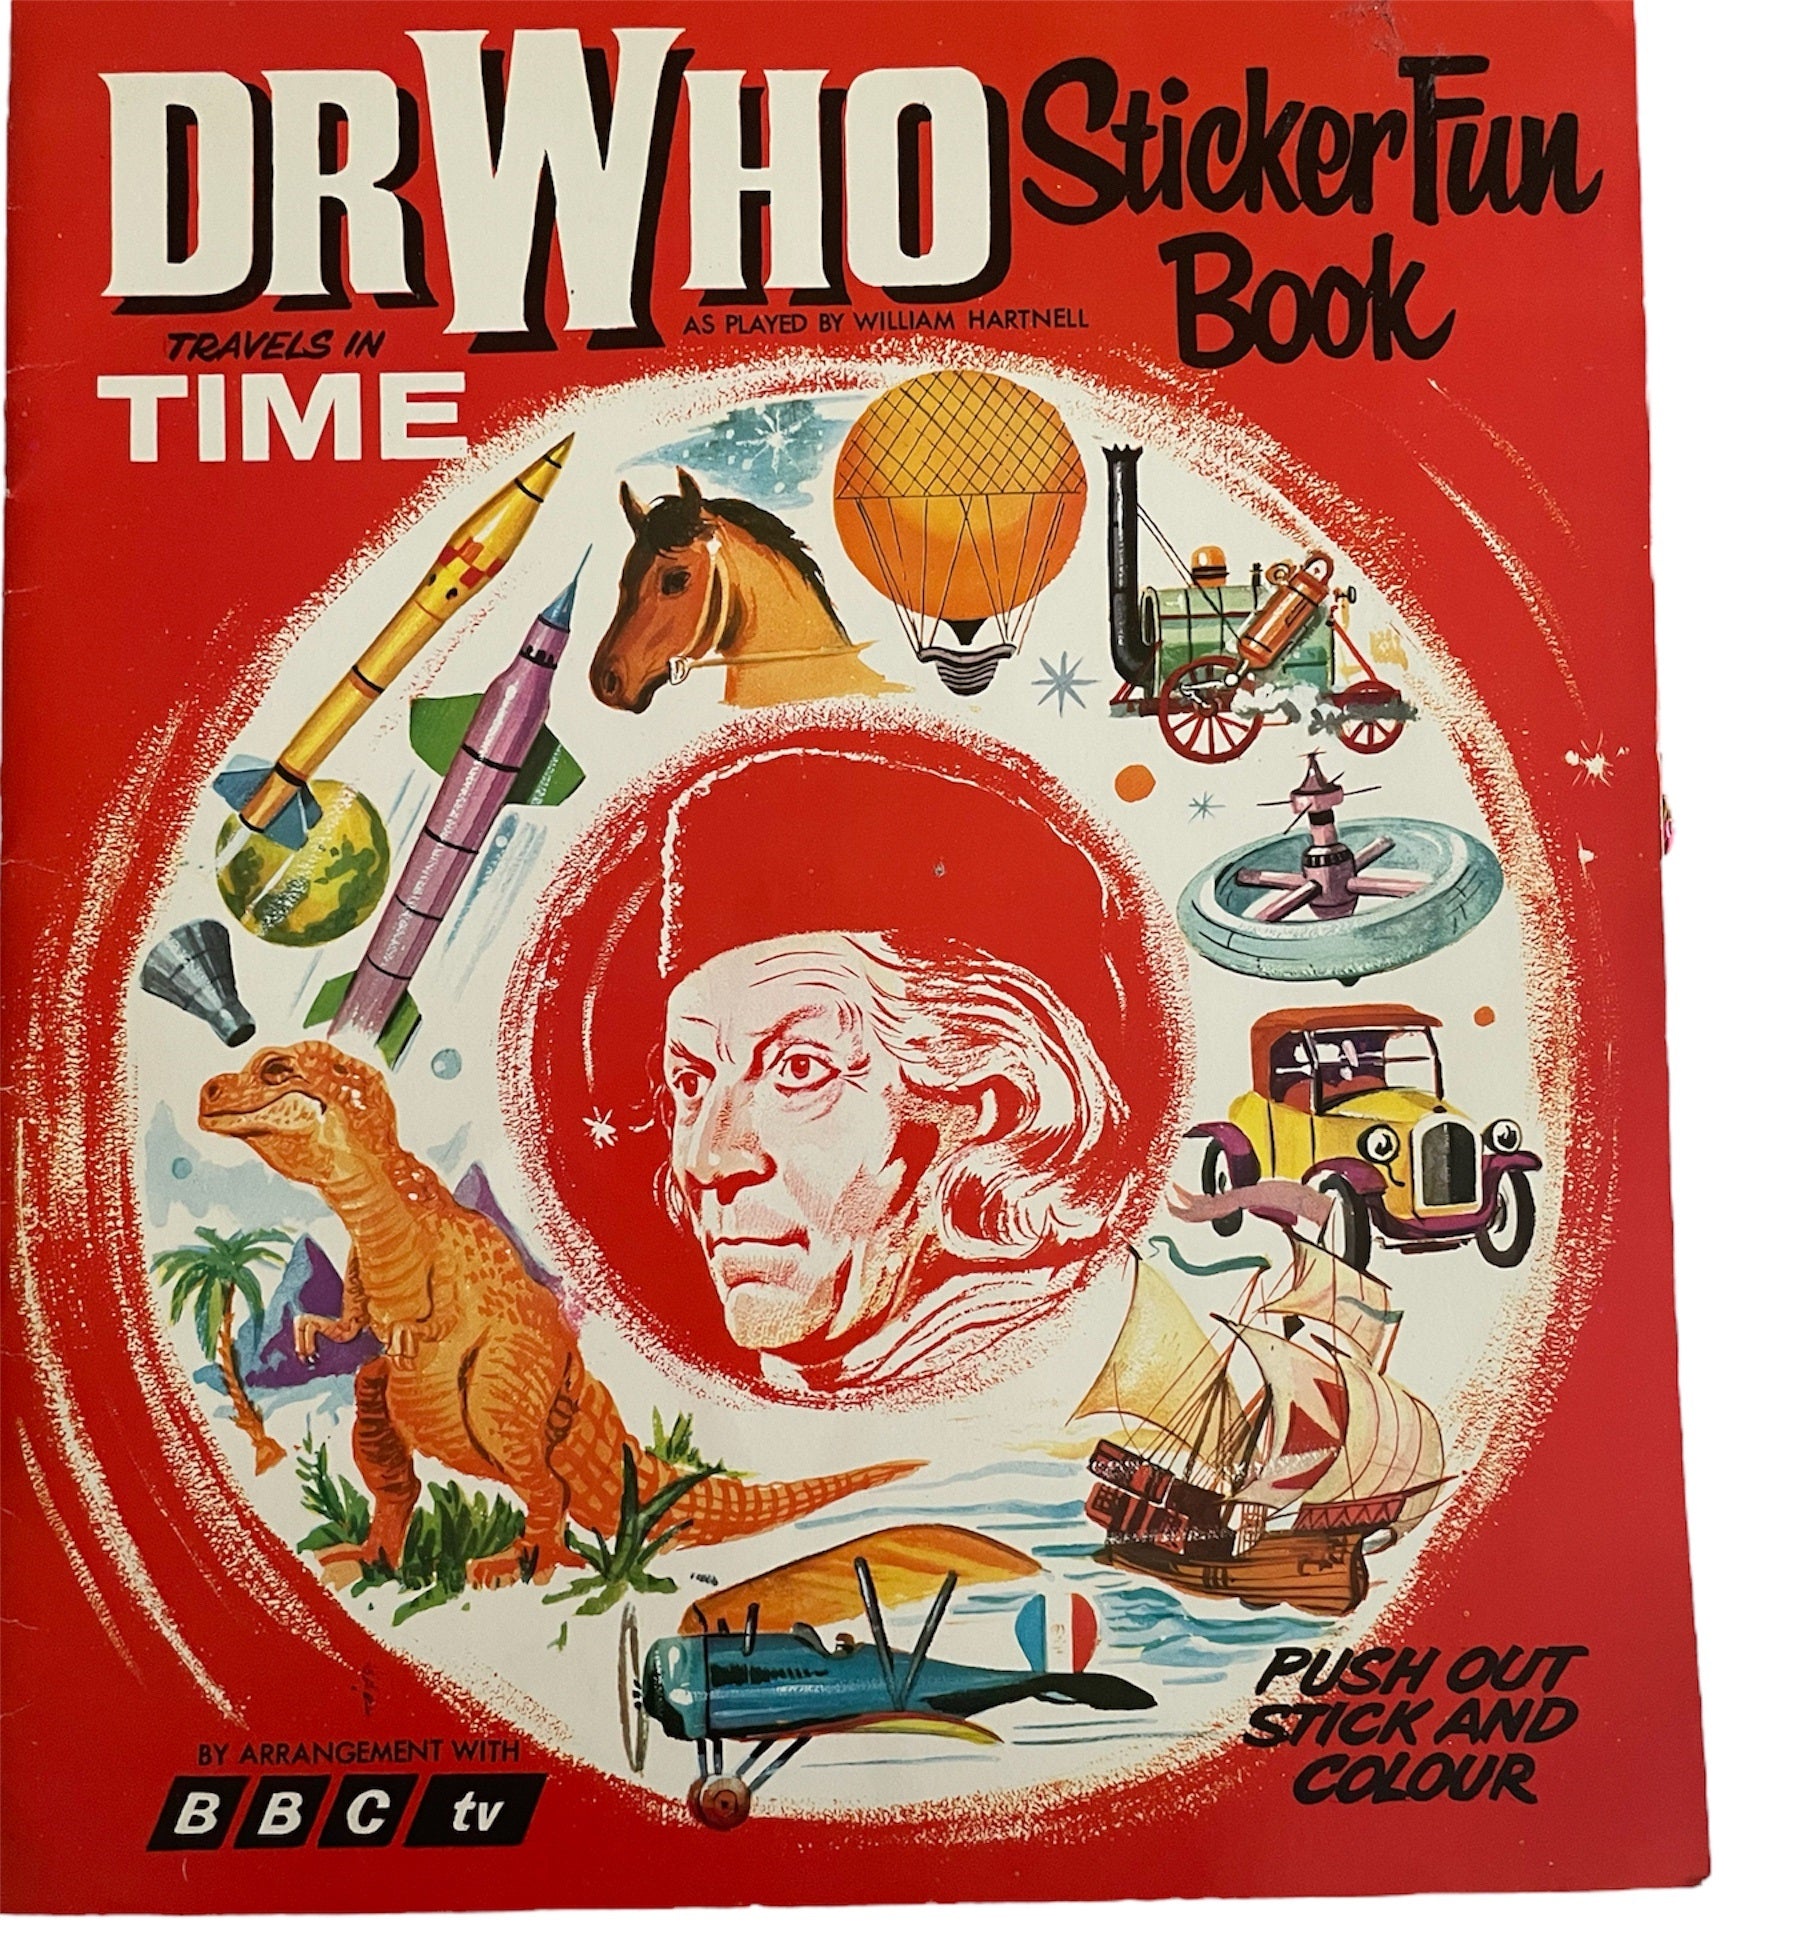 DR WHO Sticker Fun
Book
AS PLAYED BY WILLIAM HARTNELL
TRAVELS IN
TIME
PUSH OUT
STICK AND
COLOUR
BY ARRANGEMENT WITH
BBC tv